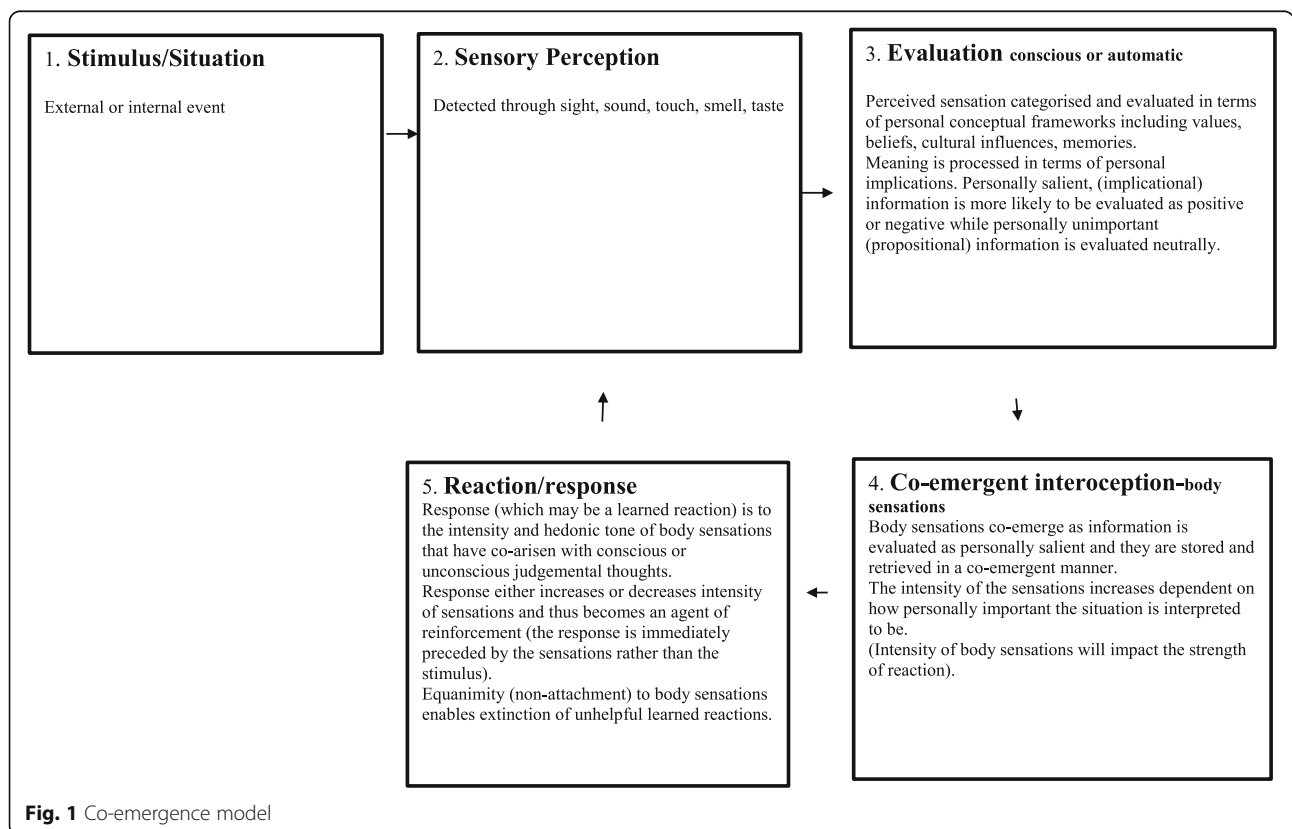 1. Stimulus/Situation
External or internal event
2. Sensory Perception
Detected through sight, sound, touch, smell, taste
3. Evaluation conscious or automatic
Perceived sensation categorised and evaluated in terms
of personal conceptual frameworks including values,
beliefs, cultural influences, memories.
Meaning is processed in terms of personal
implications. Personally salient, (implicational)
information is more likely to be evaluated as positive
or negative while personally unimportant
(propositional) information is evaluated neutrally.
4. Co-emergent interoception-body
sensations
Body sensations co-emerge as information is
evaluated as personally salient and they are stored and
retrieved in a co-emergent manner.
The intensity of the sensations increases dependent on
how personally important the situation is interpreted
to be.
(Intensity of body sensations will impact the strength
of reaction).
5. Reaction/response
Response (which may be a learned reaction) is to
the intensity and hedonic tone of body sensations
that have co-arisen with conscious or
unconscious judgemental thoughts.
Response either increases or decreases intensity
of sensations and thus becomes an agent of
reinforcement (the response is immediately
preceded by the sensations rather than the
stimulus).
Equanimity (non-attachment) to body sensations
enables extinction of unhelpful learned reactions.
Fig. 1 Co-emergence model